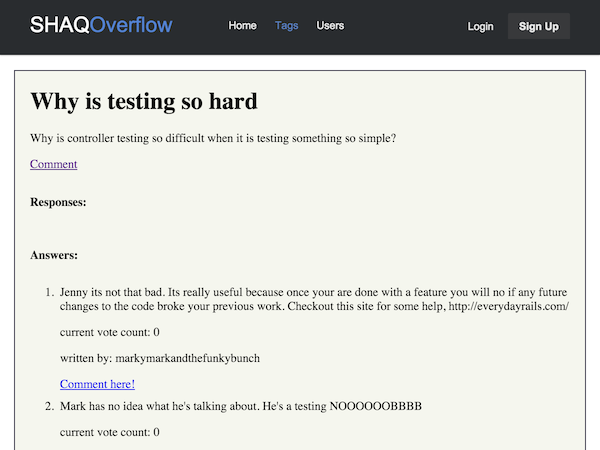 SHAQOverflow Home Tags Users Login Sign Up
Why is testing so hard
Why is controller testing so difficult when it is testing something so simple?
Comment
Responses:
Answers:
1. Jenny its not that bad. Its really useful because once your are done with a feature you will no if any future
changes to the code broke your previous work. Checkout this site for some help, http://everydayrails.com/
current vote count: 0
written by: markymarkandthefunkybunch
Comment here!
2. Mark has no idea what he's talking about. He's a testing NOOOOOOBBBB
current vote count: 0